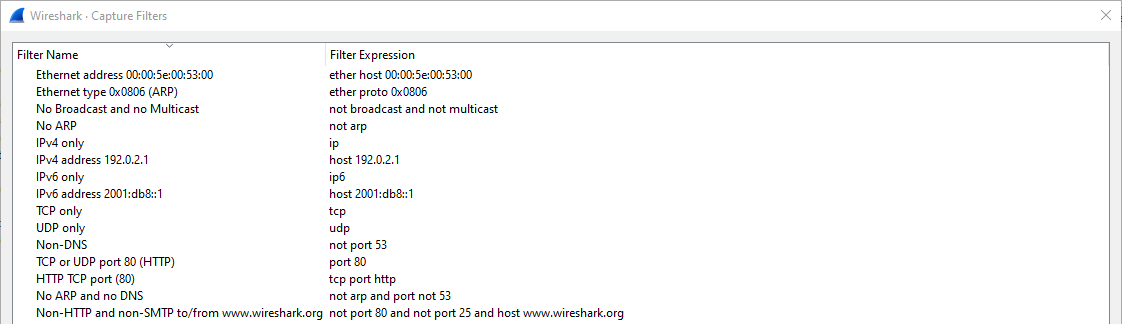 Wireshark · Capture Filters
Filter Name Filter Expression
Ethernet address 00:00:5e:00:53:00 ether host 00:00:5e:00:53:00
Ethernet type 0x0806 (ARP) ether proto 0x0806
No Broadcast and no Multicast not broadcast and not multicast
No ARP not arp
IPv4 only ip
IPv4 address 192.0.2.1 host 192.0.2.1
IPv6 only ip6
IPv6 address 2001:db8::1 host 2001:db8::1
TCP only tcp
UDP only udp
Non-DNS not port 53
TCP or UDP port 80 (HTTP) port 80
HTTP TCP port (80) tcp port http
No ARP and no DNS not arp and port not 53
Non-HTTP and non-SMTP to/from www.wireshark.org not port 80 and not port 25 and host www.wireshark.org